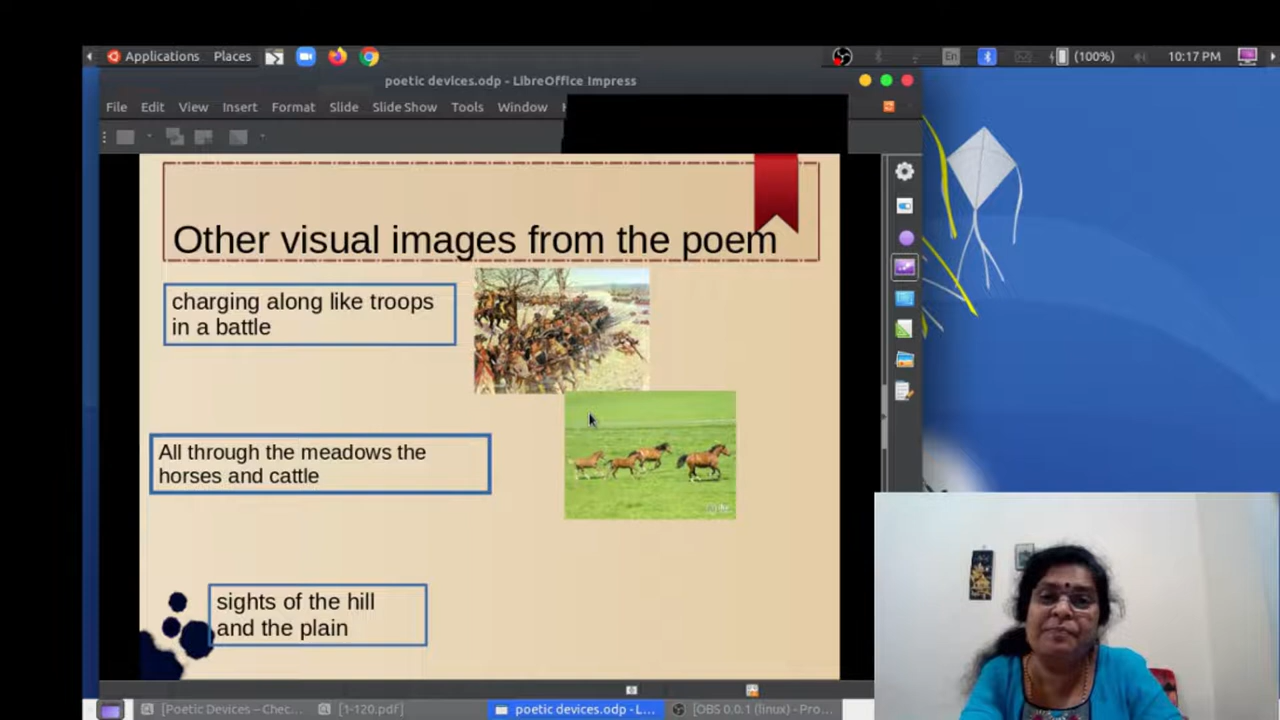 Applications Places
En
(100%)
10:17 PM
poetic devices.odp - LibreOffice Impress
File Edit View Insert Format Slide Slide Show Tools Window
Other visual images from the poem
charging along like troops
in a battle
All through the meadows the
horses and cattle
sights of the hill
and the plain
[Poetic Devices – Chec... [1-120.pdf] poetic devices.odp - L... [OBS 0.0.1 (linux) - Pro...